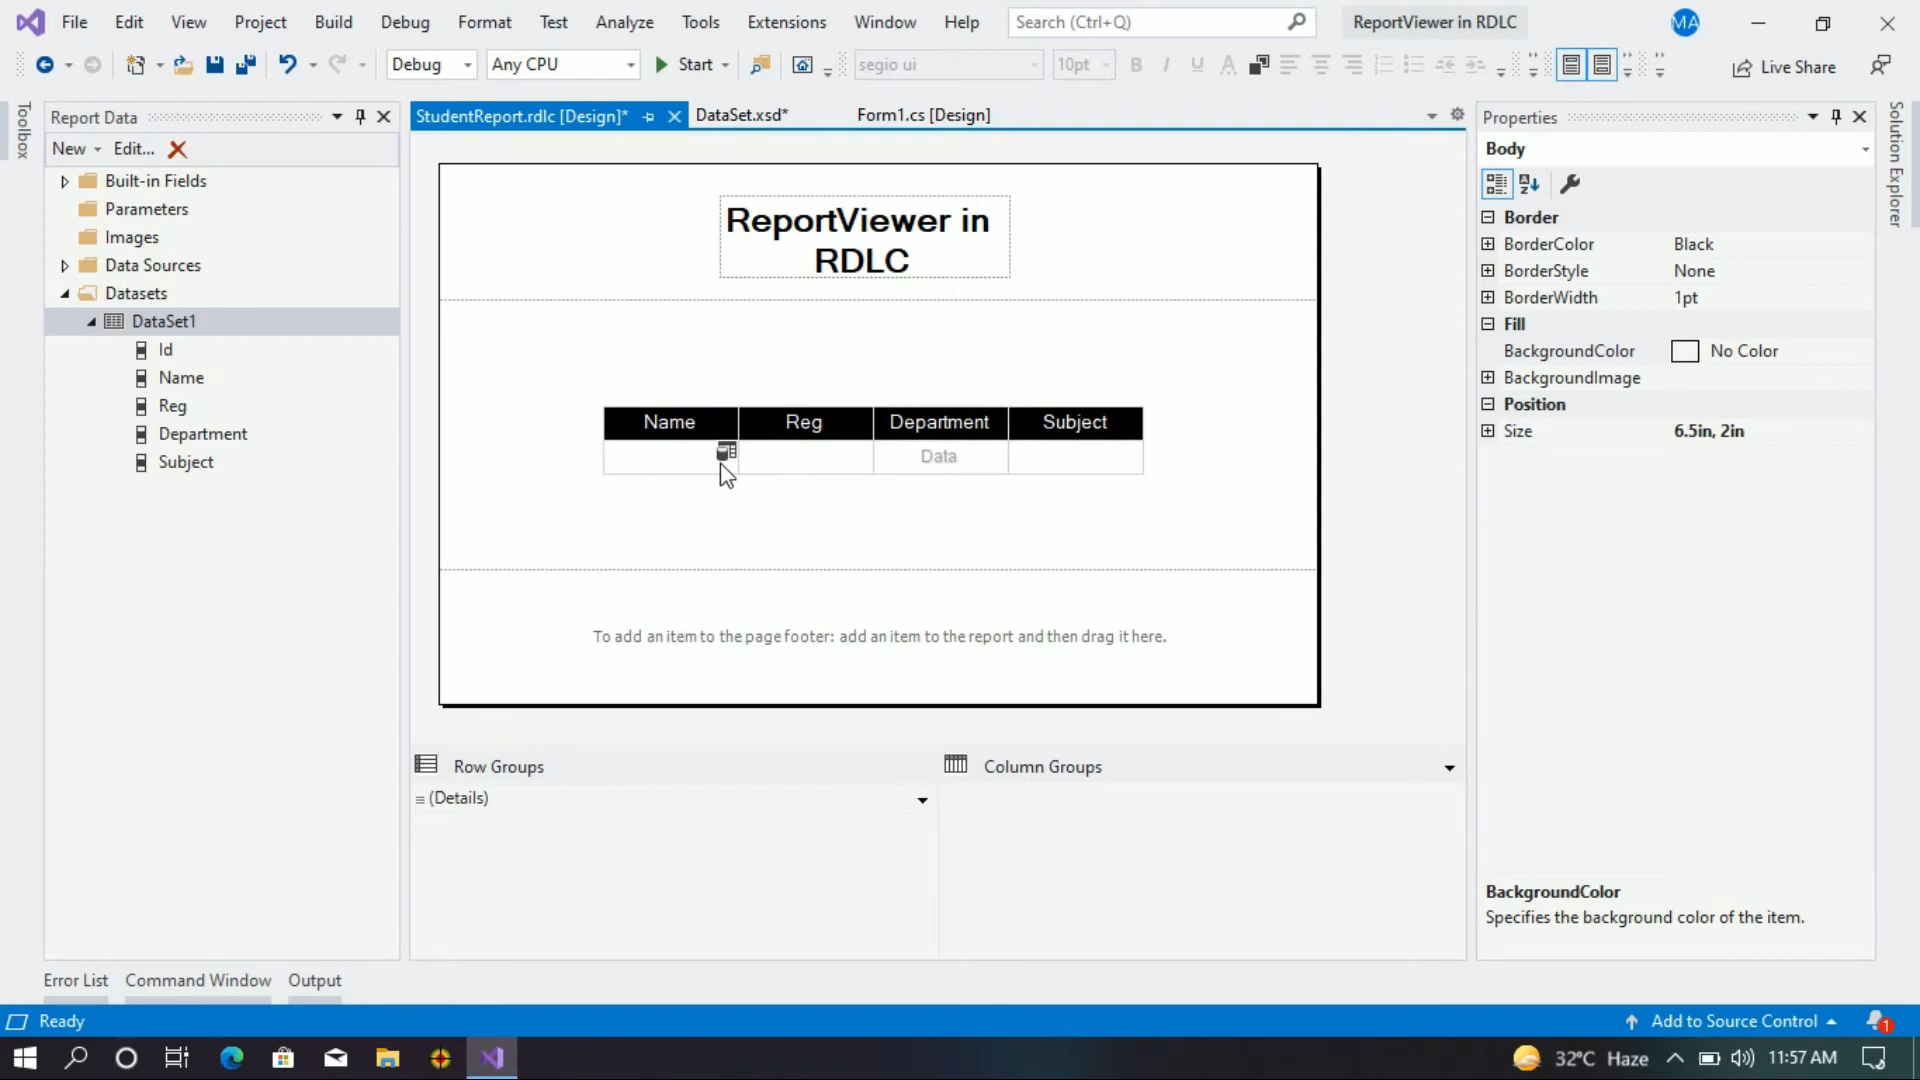 File Edit View Project Build Debug Format Test Analyze Tools Extensions Window Help Search (Ctrl+Q) ReportViewer in RDLC MA
Debug Any CPU Start segio ui 10pt B I U A Live Share
Toolbox
Report Data
New Edit...
Built-in Fields
Parameters
Images
Data Sources
Datasets
DataSet1
Id
Name
Reg
Department
Subject
StudentReport.rdlc [Design]* DataSet.xsd* Form1.cs [Design]
ReportViewer in
RDLC
Name Reg Department Subject
Data
To add an item to the page footer: add an item to the report and then drag it here.
Row Groups Column Groups
(Details)
Properties
Body
Border
BorderColor Black
BorderStyle None
BorderWidth 1pt
Fill
BackgroundColor No Color
BackgroundImage
Position
Size 6.5in, 2in
BackgroundColor
Specifies the background color of the item.
Solution Explorer
Error List Command Window Output
Ready Add to Source Control 1
32°C Haze 11:57 AM